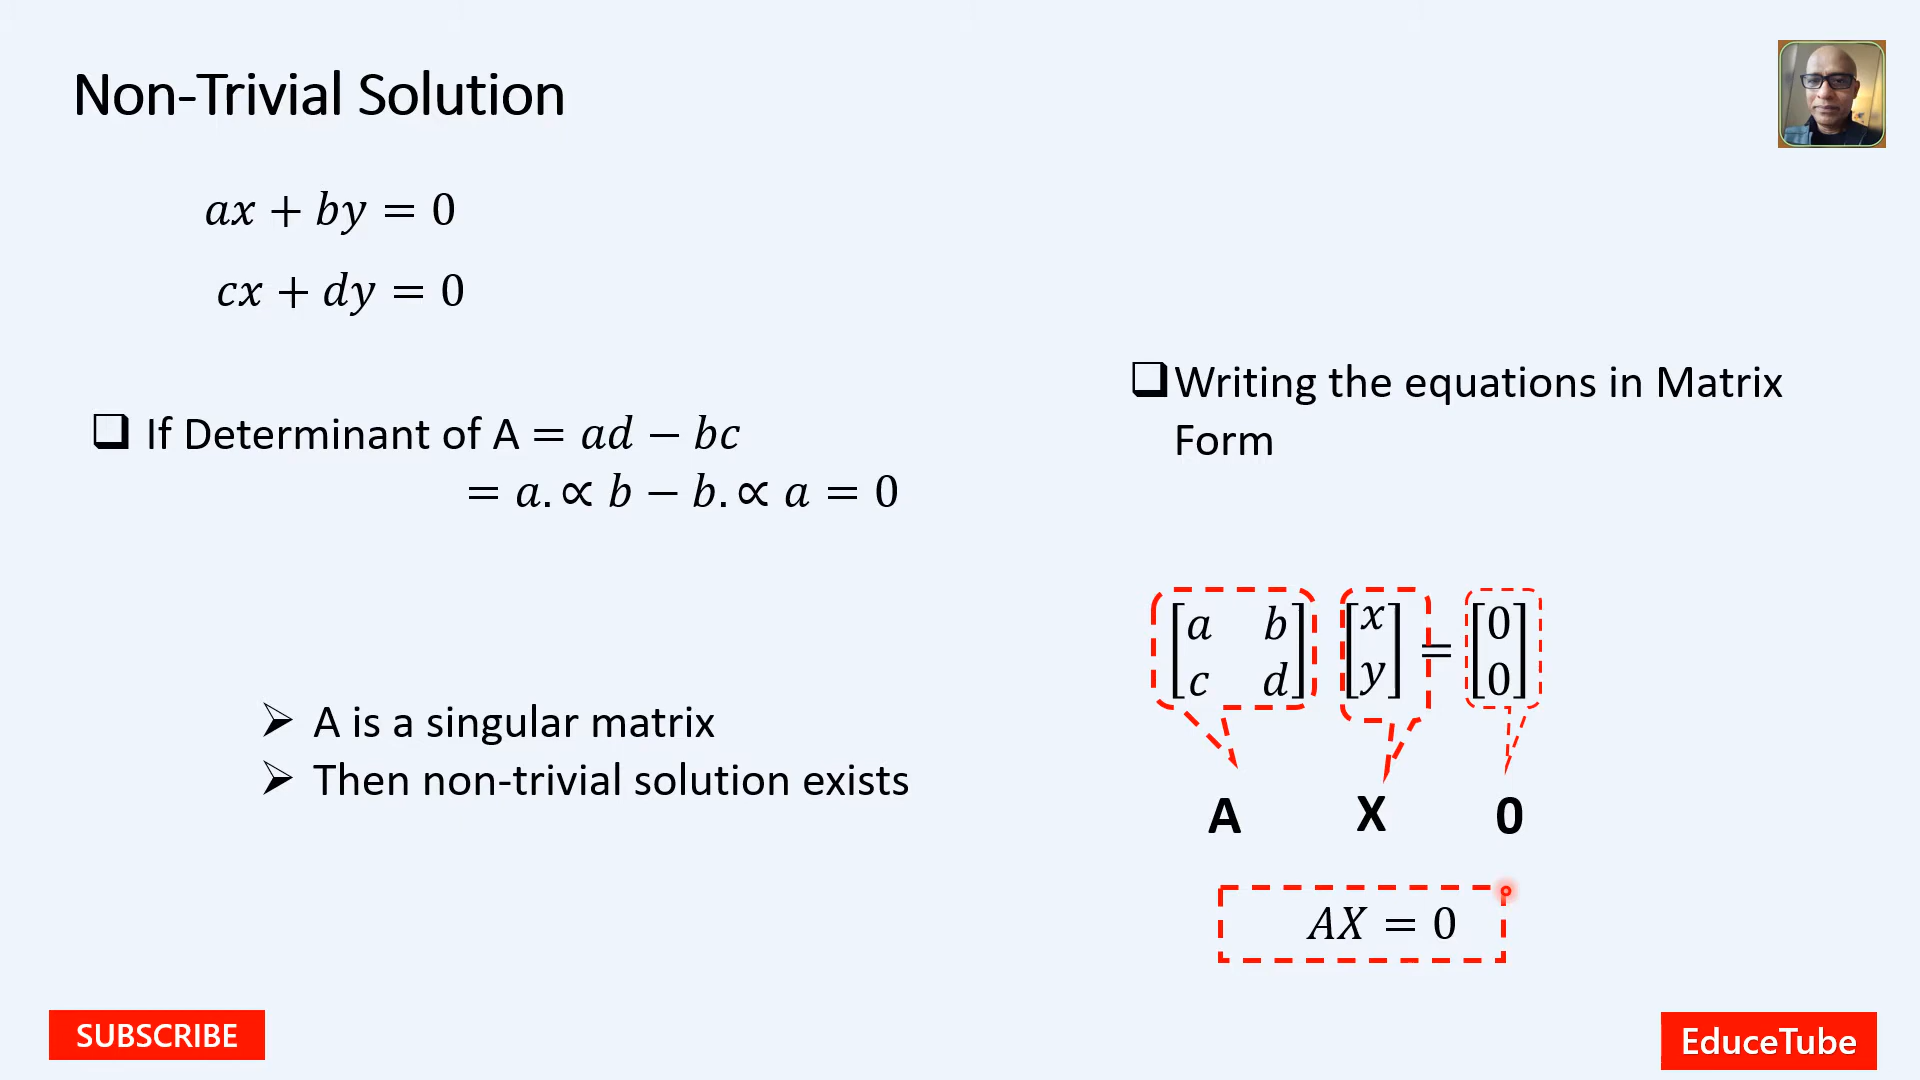 Non-Trivial Solution
ax + by = 0
cx + dy = 0
❑ If Determinant of A = ad − bc
= a. ∝ b − b. ∝ a = 0
➢ A is a singular matrix
➢ Then non-trivial solution exists
❑ Writing the equations in Matrix
Form
[a b] [x] = [0]
[c d] [y] [0]
A X 0
AX = 0
SUBSCRIBE
EduceTube